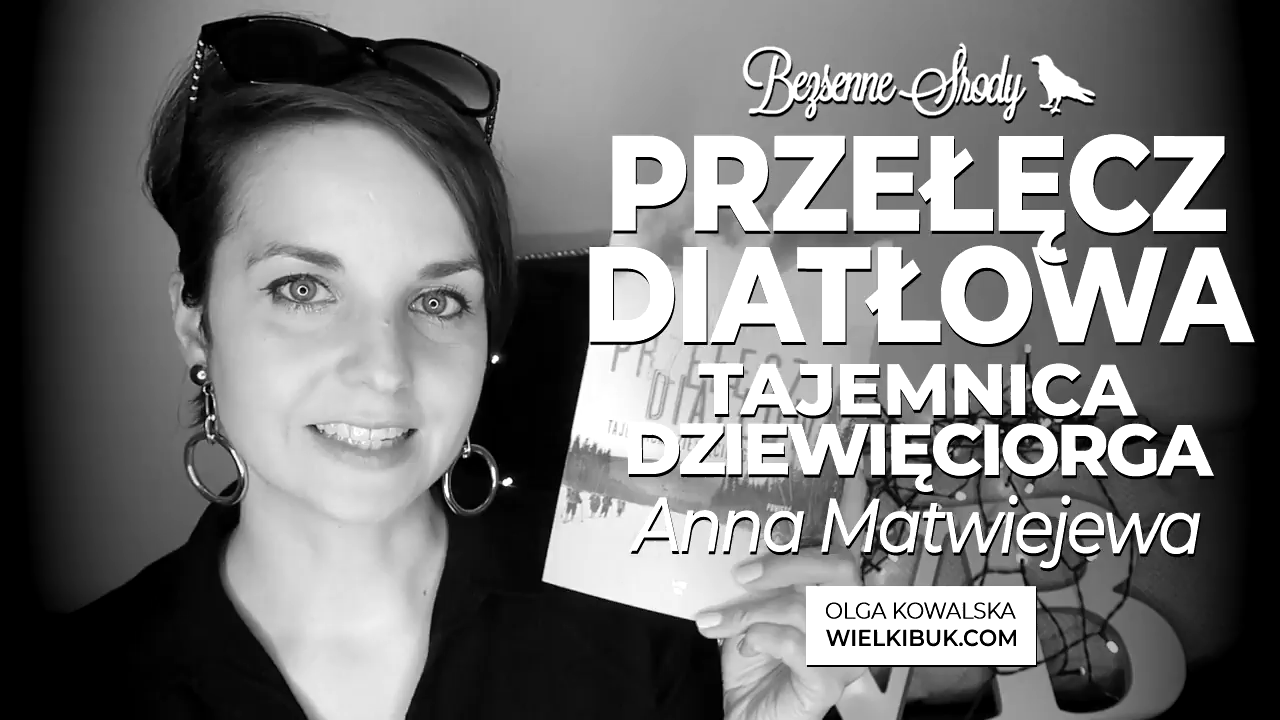 Bezsenne Środy
PRZEŁĘCZ
DIATŁOWA
TAJEMNICA
DZIEWIĘCIORGA
Anna Matwiejewa
OLGA KOWALSKA
WIELKIBUK.COM